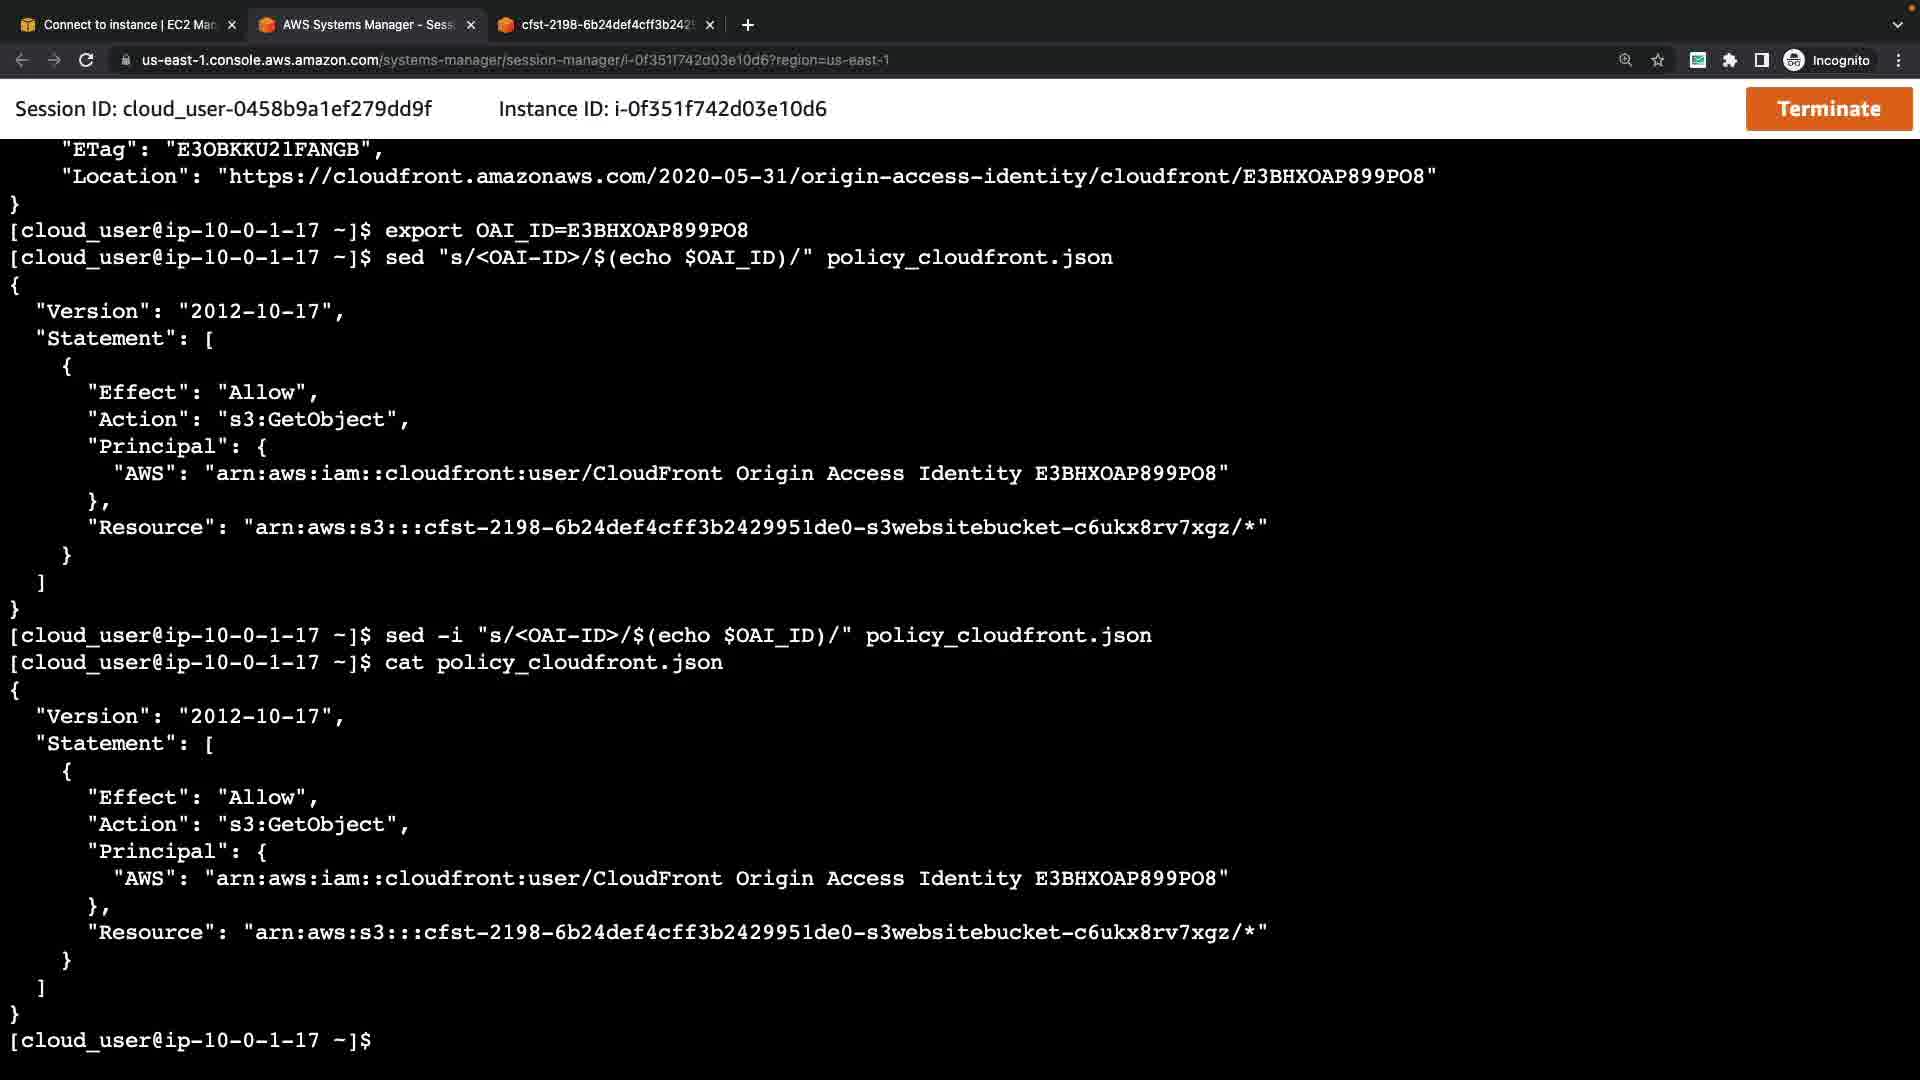 Connect to instance | EC2 Man
AWS Systems Manager - Sess
cfst-2198-6b24def4cff3b2429
us-east-1.console.aws.amazon.com/systems-manager/session-manager/i-0f351f742d03e10d6?region=us-east-1
Incognito
Session ID: cloud_user-0458b9a1ef279dd9f
Instance ID: i-0f351f742d03e10d6
Terminate
"ETag": "E3OBKKU21FANGB",
"Location": "https://cloudfront.amazonaws.com/2020-05-31/origin-access-identity/cloudfront/E3BHXOAP899PO8"
}
[cloud_user@ip-10-0-1-17 ~]$ export OAI_ID=E3BHXOAP899PO8
[cloud_user@ip-10-0-1-17 ~]$ sed "s/<OAI-ID>/$(echo $OAI_ID)/" policy_cloudfront.json
{
"Version": "2012-10-17",
"Statement": [
{
"Effect": "Allow",
"Action": "s3:GetObject",
"Principal": {
"AWS": "arn:aws:iam::cloudfront:user/CloudFront Origin Access Identity E3BHXOAP899PO8"
},
"Resource": "arn:aws:s3:::cfst-2198-6b24def4cff3b2429951de0-s3websitebucket-c6ukx8rv7xgz/*"
}
]
}
[cloud_user@ip-10-0-1-17 ~]$ sed -i "s/<OAI-ID>/$(echo $OAI_ID)/" policy_cloudfront.json
[cloud_user@ip-10-0-1-17 ~]$ cat policy_cloudfront.json
{
"Version": "2012-10-17",
"Statement": [
{
"Effect": "Allow",
"Action": "s3:GetObject",
"Principal": {
"AWS": "arn:aws:iam::cloudfront:user/CloudFront Origin Access Identity E3BHXOAP899PO8"
},
"Resource": "arn:aws:s3:::cfst-2198-6b24def4cff3b2429951de0-s3websitebucket-c6ukx8rv7xgz/*"
}
]
}
[cloud_user@ip-10-0-1-17 ~]$